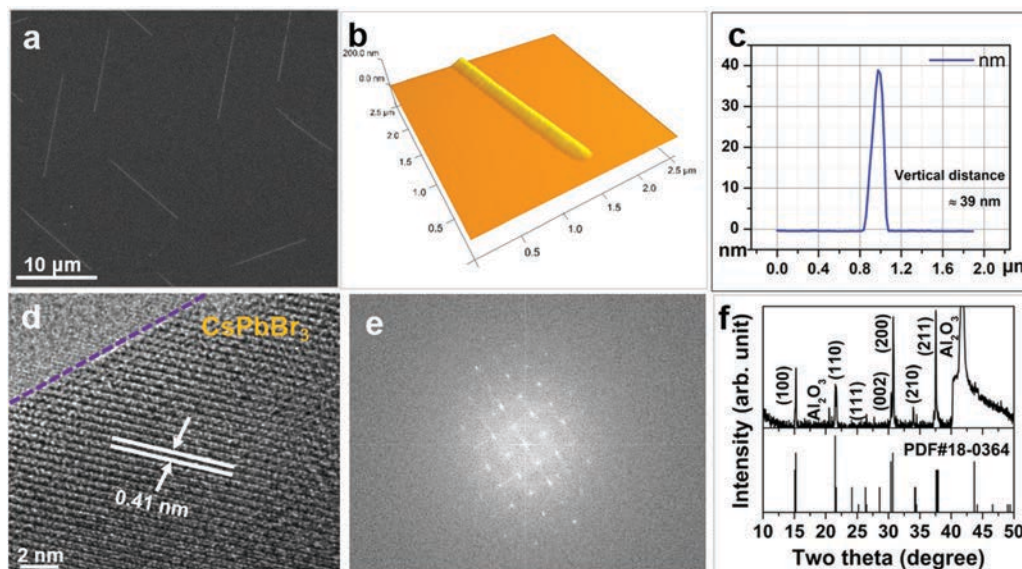 a
10 µm
b
200.0 nm
0.0 nm
2.5 µm
2.0
1.5
1.0
0.5
0.5
1.0
1.5
2.0
2.5 µm
c
nm
40
30
20
10
0
nm
Vertical distance
≈ 39 nm
0.0 0.4 0.8 1.2 1.6 2.0 µm
d
CsPbBr3
0.41 nm
2 nm
e
f
Intensity (arb. unit)
(100)
Al2O3
(110)
(111)
(002)
(200)
(210)
(211)
Al2O3
PDF#18-0364
10 15 20 25 30 35 40 45 50
Two theta (degree)